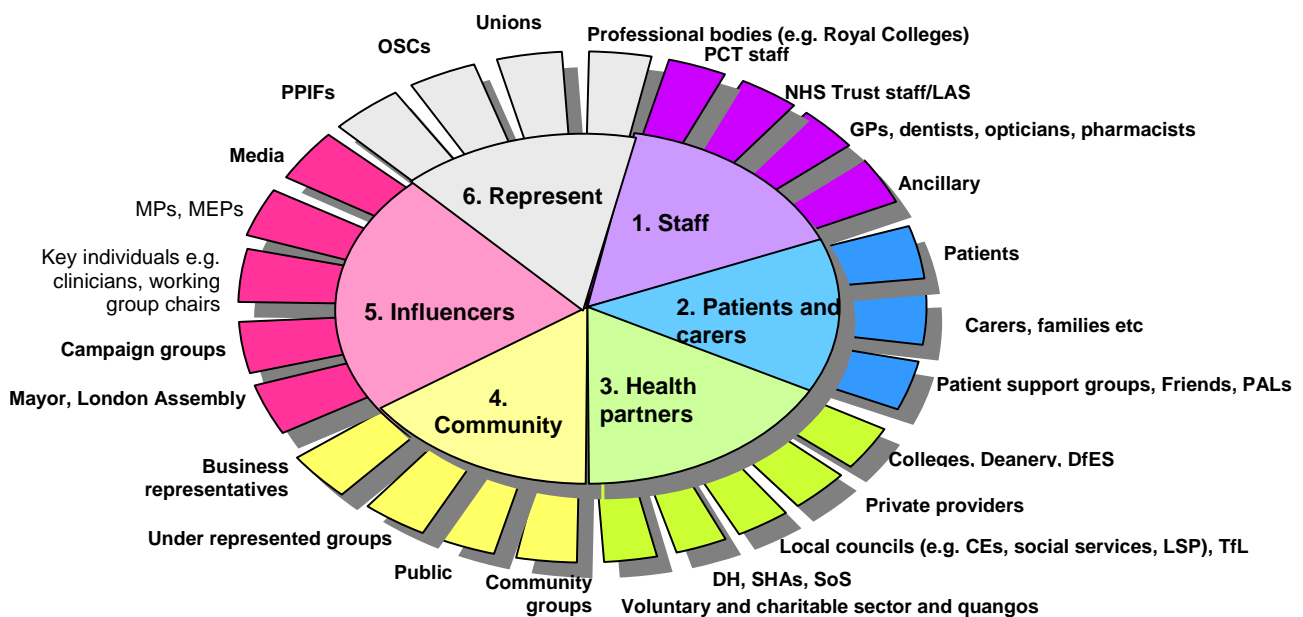 Unions
Professional bodies (e.g. Royal Colleges)
OSCs
PCT staff
PPIFs
NHS Trust staff/LAS
GPs, dentists, opticians, pharmacists
Media
Ancillary
6. Represent
MPs, MEPs
1. Staff
Key individuals e.g.
clinicians, working
group chairs
Patients
5. Influencers
2. Patients and
carers
Carers, families etc
Campaign groups
Patient support groups, Friends, PALs
Mayor, London Assembly
3. Health
partners
4.
Community
Colleges, Deanery, DfES
Business
representatives
Private providers
Under represented groups
Local councils (e.g. CEs, social services, LSP), TfL
Public
Community
groups
DH, SHAs, SoS
Voluntary and charitable sector and quangos